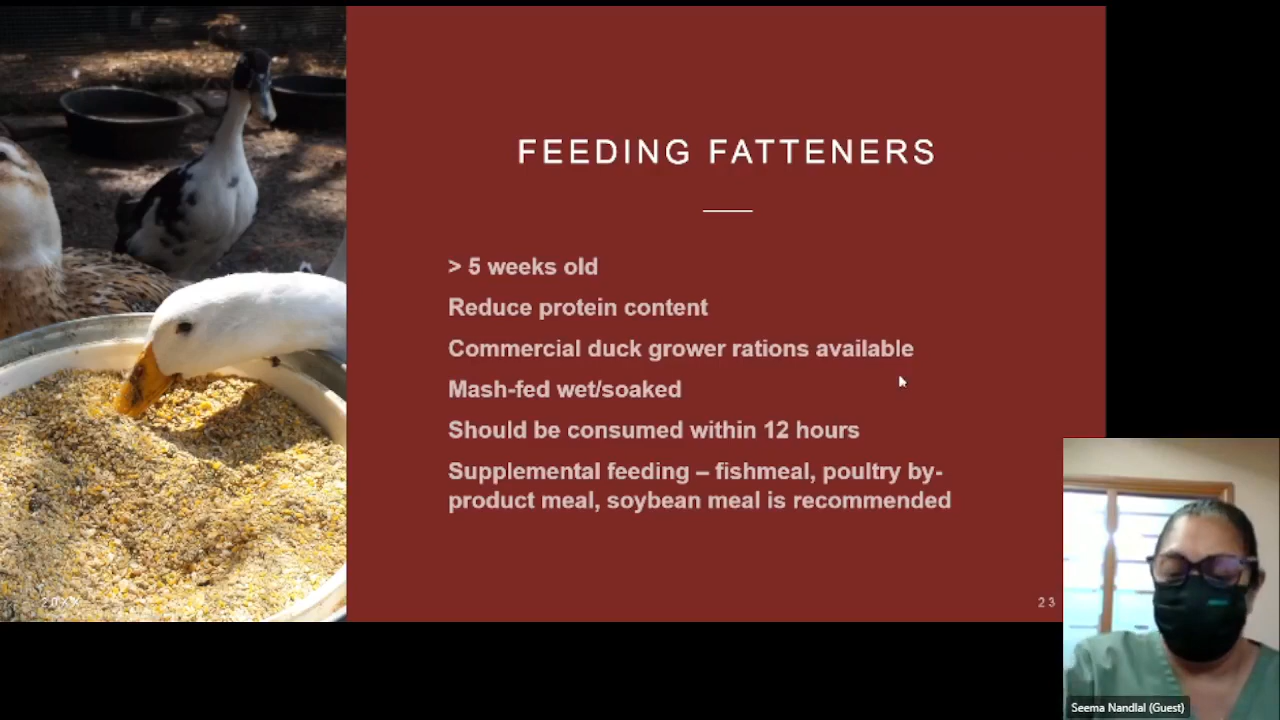 FEEDING FATTENERS
> 5 weeks old
Reduce protein content
Commercial duck grower rations available
Mash-fed wet/soaked
Should be consumed within 12 hours
Supplemental feeding – fishmeal, poultry by-
product meal, soybean meal is recommended
20XX
23
Seema Nandlal (Guest)